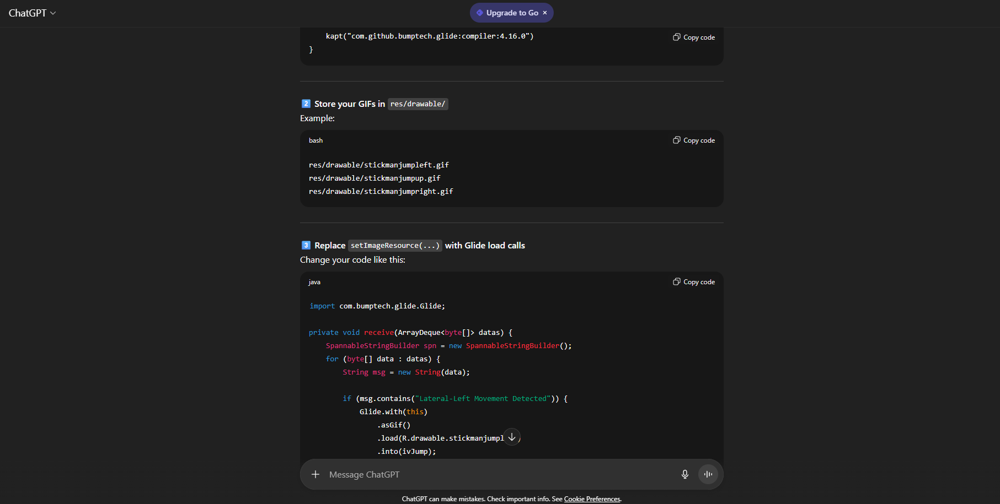 ChatGPT
Upgrade to Go ×
kapt("com.github.bumptech.glide:compiler:4.16.0")
Copy code
}
2 Store your GIFs in res/drawable/
Example:
bash
Copy code
res/drawable/stickmanjumpleft.gif
res/drawable/stickmanjumpup.gif
res/drawable/stickmanjumpright.gif
3 Replace setImageResource(...) with Glide load calls
Change your code like this:
java
Copy code
import com.bumptech.glide.Glide;
private void receive(ArrayDeque<byte[]> datas) {
SpannableStringBuilder spn = new SpannableStringBuilder();
for (byte[] data : datas) {
String msg = new String(data);
if (msg.contains("Lateral-Left Movement Detected")) {
Glide.with(this)
.asGif()
.load(R.drawable.stickmanjumpl
.into(ivJump);
Message ChatGPT
ChatGPT can make mistakes. Check important info. See Cookie Preferences.